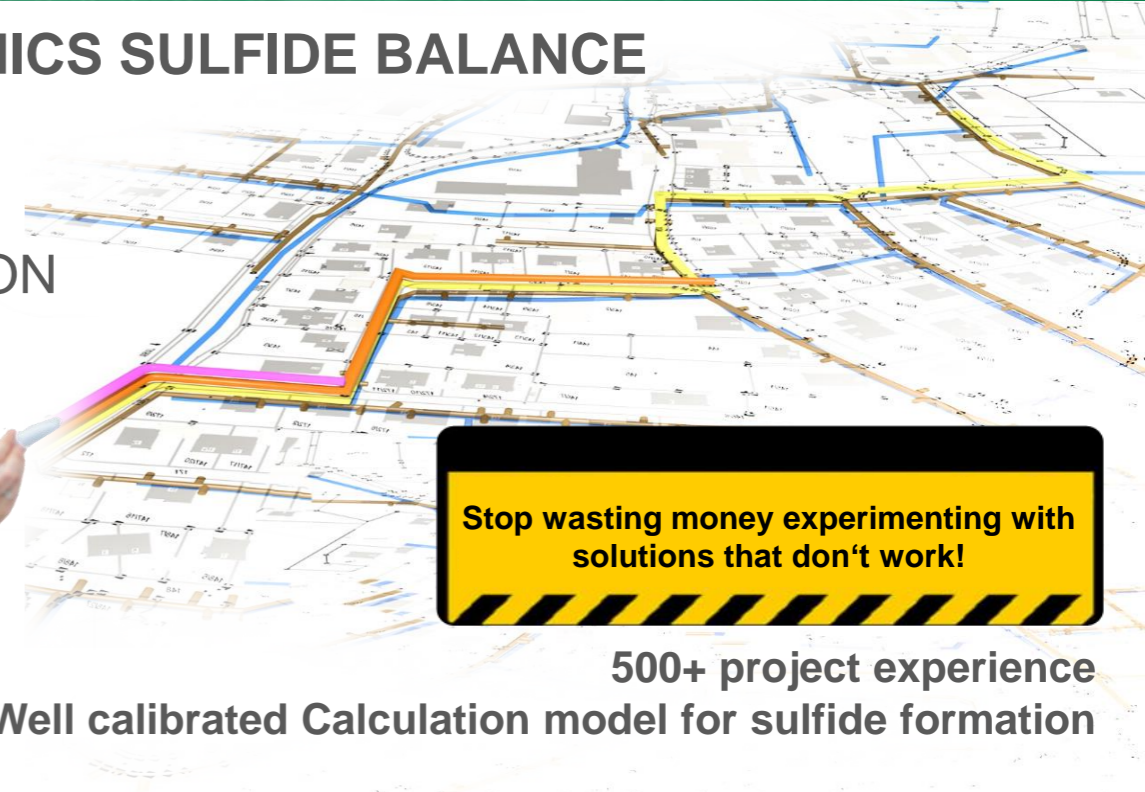 MICS SULFIDE BALANCE
ON
Stop wasting money experimenting with
solutions that don‘t work!
500+ project experience
Well calibrated Calculation model for sulfide formation